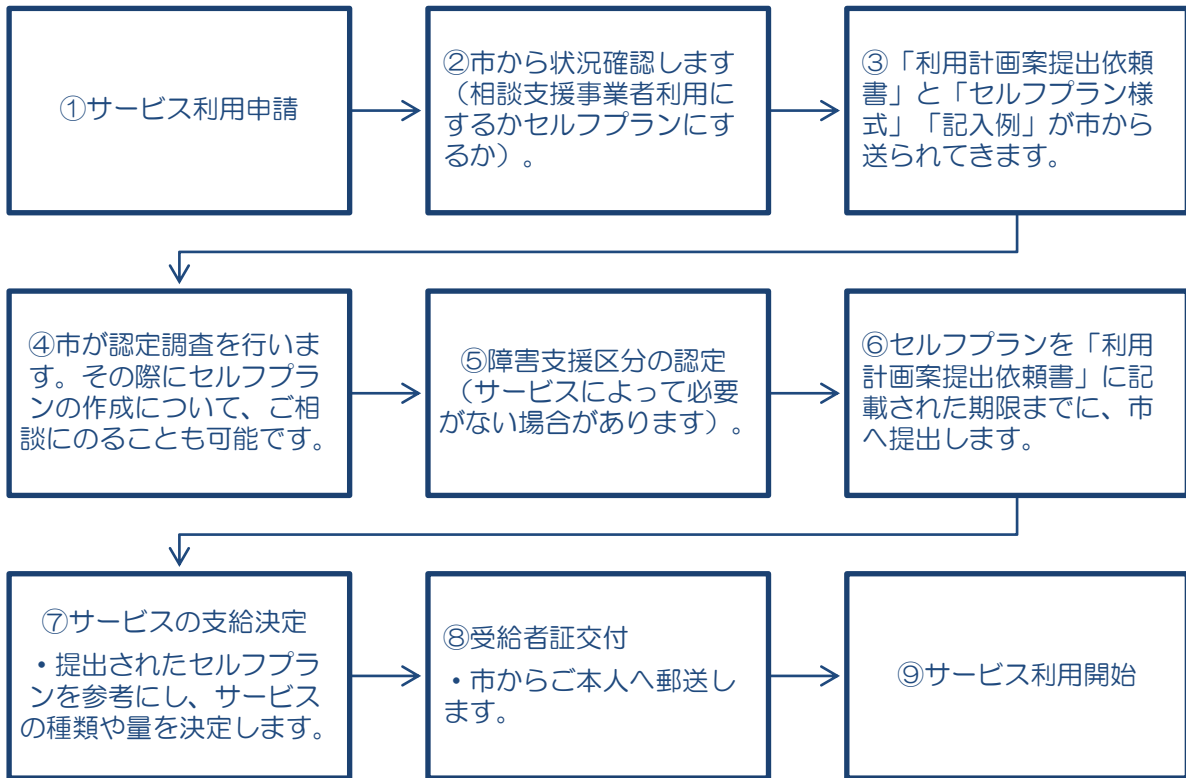 ①サービス利用申請
②市から状況確認します
（相談支援事業者利用に
するかセルフプランにす
るか）。
③「利用計画案提出依頼
書」と「セルフプラン様
式」「記入例」が市から
送られてきます。
④市が認定調査を行いま
す。その際にセルフプラ
ンの作成について、ご相
談にのることも可能です。
⑤障害支援区分の認定
（サービスによって必要
がない場合があります）。
⑥セルフプランを「利用
計画案提出依頼書」に記
載された期限までに、市
へ提出します。
⑦サービスの支給決定
・提出されたセルフプラ
ンを参考にし、サービス
の種類や量を決定します。
⑧受給者証交付
・市からご本人へ郵送し
ます。
⑨サービス利用開始